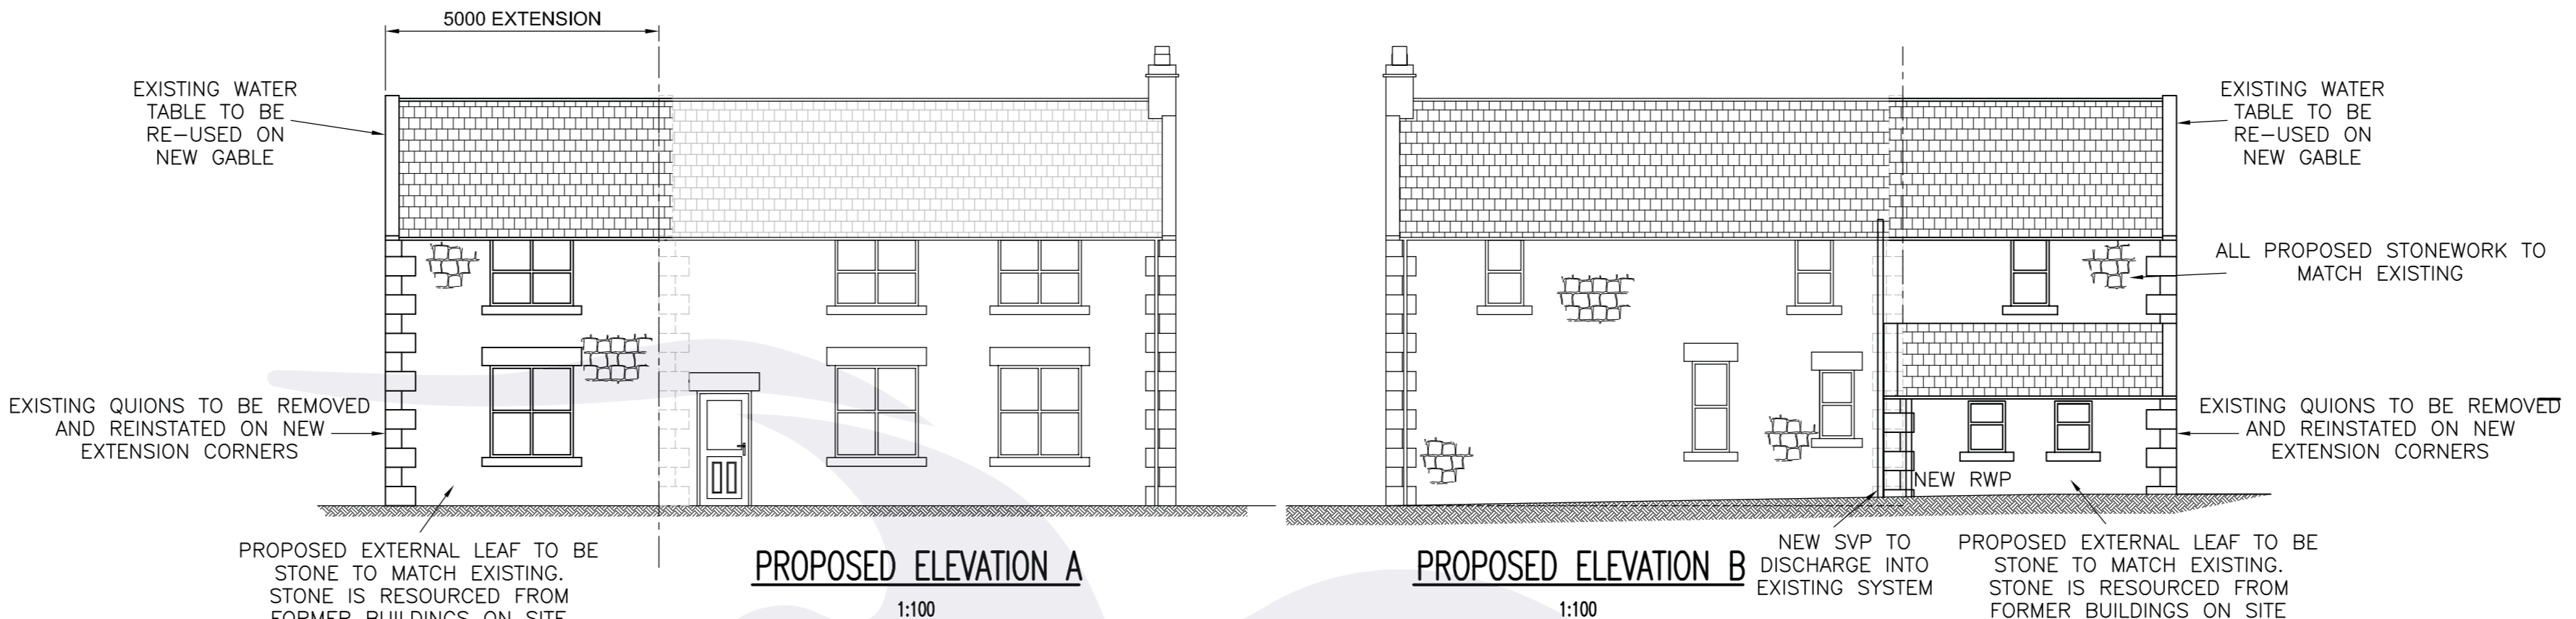 5000 EXTENSION
EXISTING WATER
TABLE TO BE
RE-USED ON
NEW GABLE
EXISTING QUIONS TO BE REMOVED
AND REINSTATED ON NEW
EXTENSION CORNERS
PROPOSED EXTERNAL LEAF TO BE
STONE TO MATCH EXISTING.
STONE IS RESOURCED FROM
FORMER BUILDINGS ON SITE
PROPOSED ELEVATION A
1:100
EXISTING WATER
TABLE TO BE
RE-USED ON
NEW GABLE
ALL PROPOSED STONEWORK TO
MATCH EXISTING
EXISTING QUIONS TO BE REMOVED
AND REINSTATED ON NEW
EXTENSION CORNERS
NEW RWP
PROPOSED ELEVATION B
1:100
NEW SVP TO
DISCHARGE INTO
EXISTING SYSTEM
PROPOSED EXTERNAL LEAF TO BE
STONE TO MATCH EXISTING.
STONE IS RESOURCED FROM
FORMER BUILDINGS ON SITE